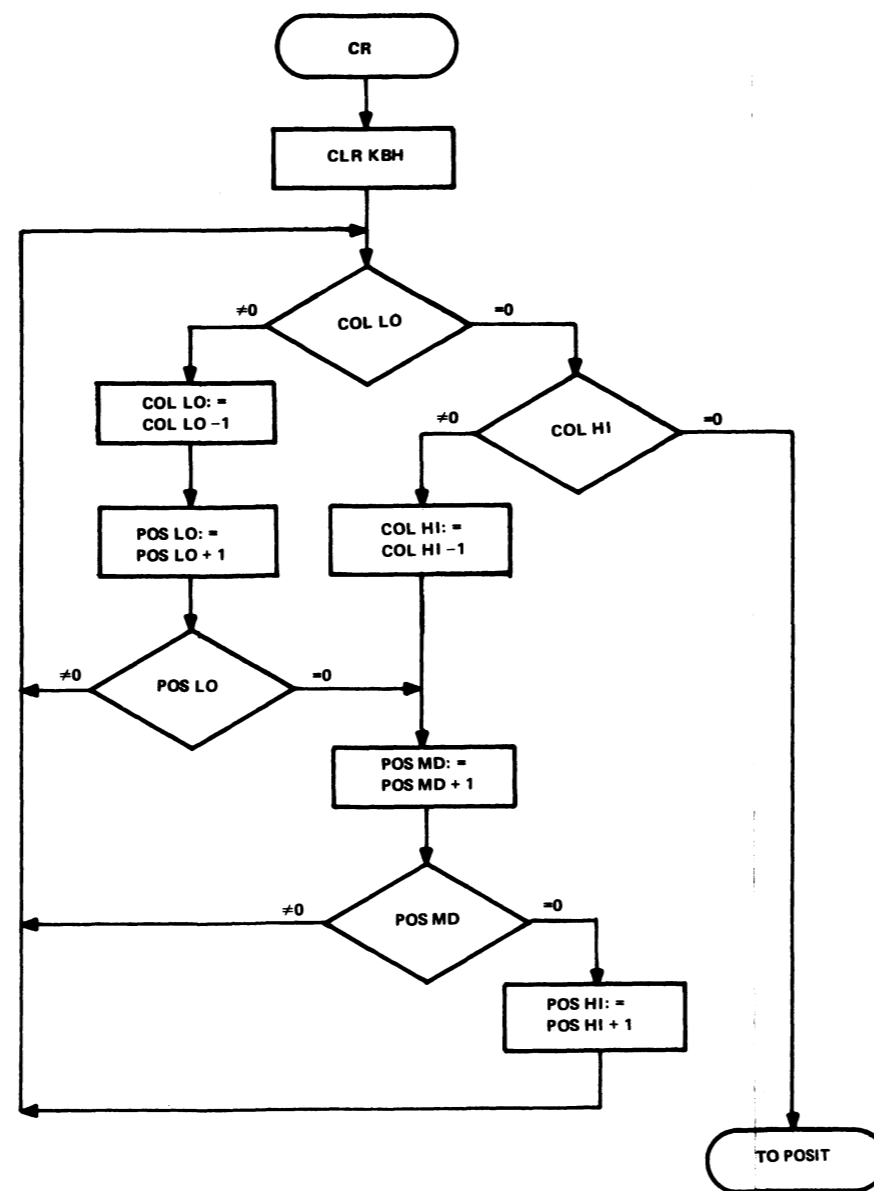 CR
CLR KBH
≠0
COL LO
=0
COL LO: =
COL LO –1
≠0
COL HI
=0
POS LO: =
POS LO + 1
COL HI: =
COL HI –1
≠0
POS LO
=0
POS MD: =
POS MD + 1
≠0
POS MD
=0
POS HI: =
POS HI + 1
TO POSIT